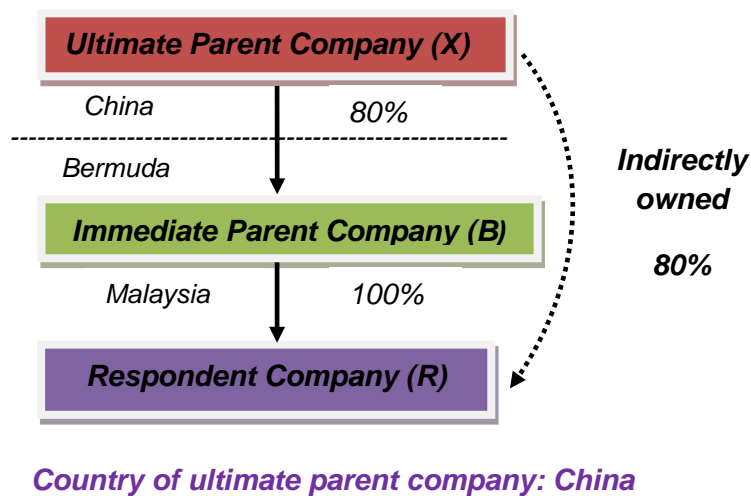 Ultimate Parent Company (X)
China 80%
Bermuda
Indirectly
owned
80%
Immediate Parent Company (B)
Malaysia 100%
Respondent Company (R)
Country of ultimate parent company: China